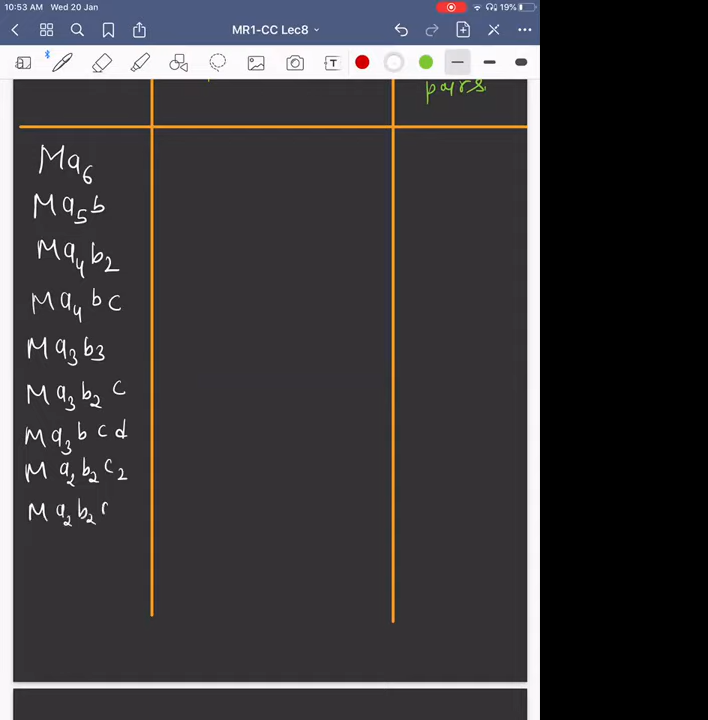 10:53 AM Wed 20 Jan 19%
MR1-CC Lec8
T
pairs
Ma₆
Ma₅b
Ma₄b₂
Ma₄bc
Ma₃b₃
Ma₃b₂c
Ma₃bcd
Ma₂b₂c₂
Ma₂b₂